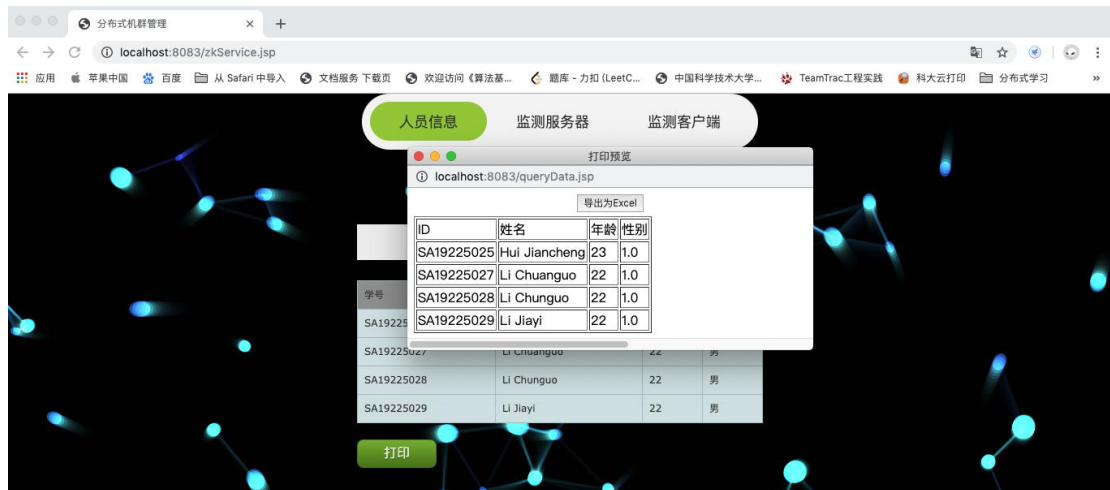 分布式机群管理
localhost:8083/zkService.jsp
应用 苹果中国 百度 从 Safari 中导入 文档服务 下载页 欢迎访问《算法基... 题库 - 力扣 (LeetC... 中国科学技术大学... TeamTrac工程实践 科大云打印 分布式学习 »
人员信息 监测服务器 监测客户端
打印预览
localhost:8083/queryData.jsp
导出为Excel
ID 姓名 年龄 性别
SA19225025 Hui Jiancheng 23 1.0
SA19225027 Li Chuanguo 22 1.0
SA19225028 Li Chunguo 22 1.0
SA19225029 Li Jiayi 22 1.0
学号
SA19225
SA19225027 Li Chuanguo 22 男
SA19225028 Li Chunguo 22 男
SA19225029 Li Jiayi 22 男
打印